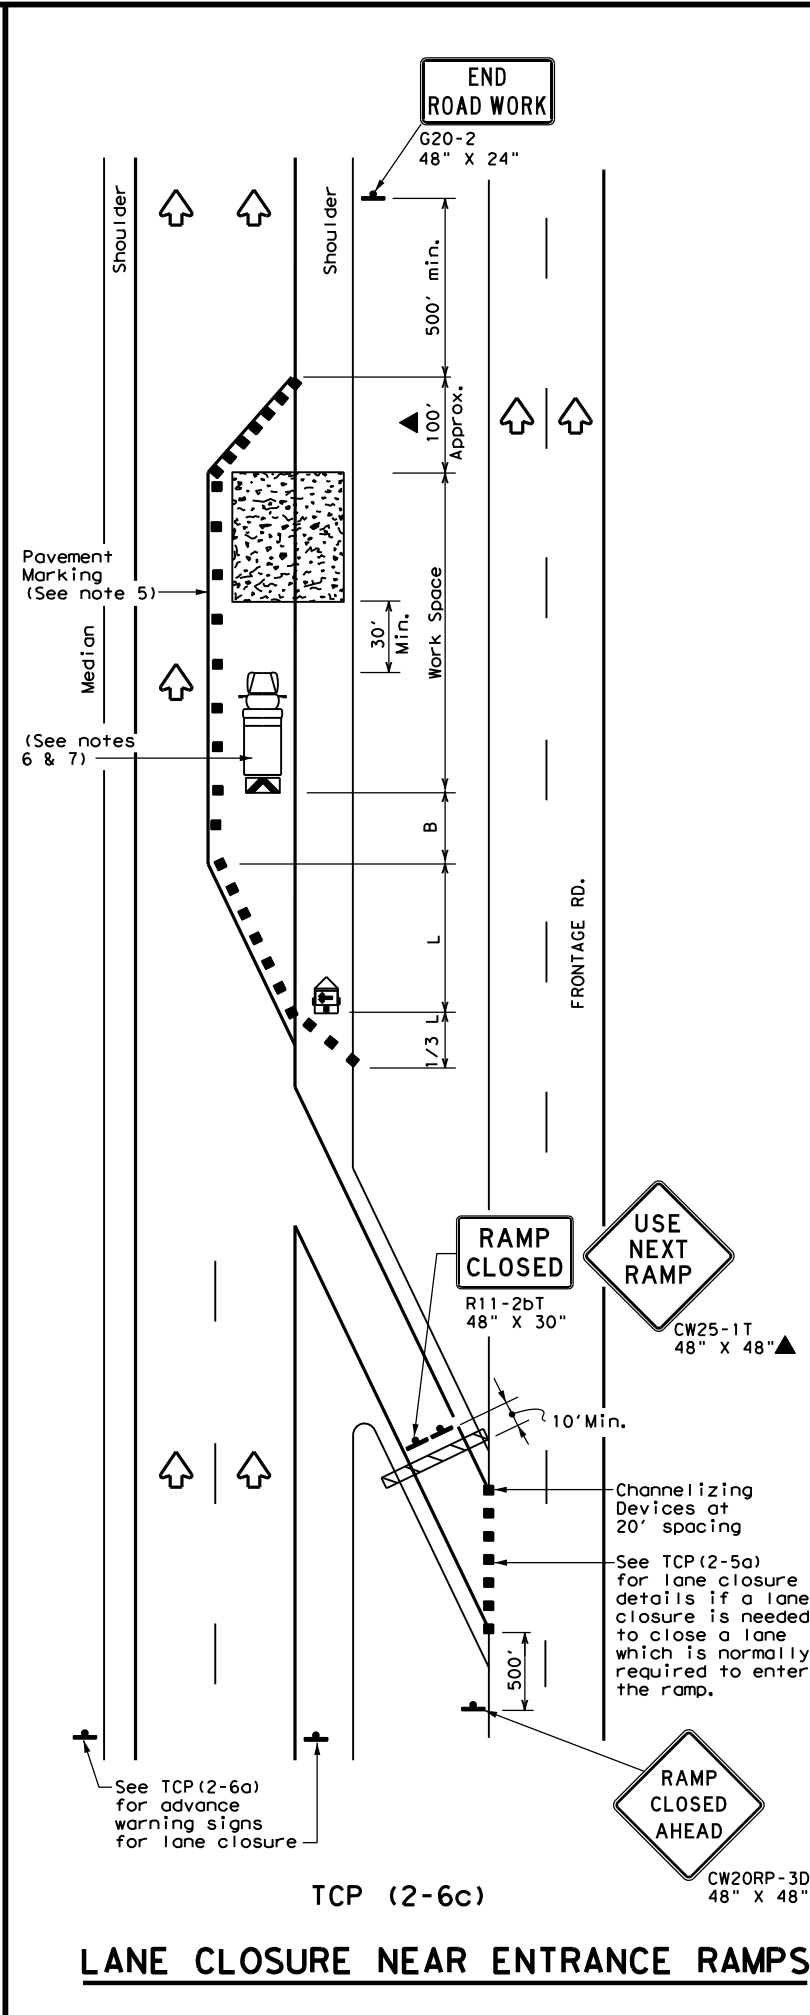 END
ROAD WORK
G20-2
48" X 24"
Shoulder
Shoulder
500' min.
100'
Approx.
Pavement
Marking
(See note 5)
30'
Min.
Work Space
Median
(See notes
6 & 7)
B
L
FRONTAGE RD.
1/3 L
RAMP
CLOSED
R11-2bT
48" X 30"
USE
NEXT
RAMP
CW25-1T
48" X 48"
10'Min.
Channelizing
Devices at
20' spacing
See TCP(2-5a)
for lane closure
details if a lane
closure is needed
to close a lane
which is normally
required to enter
the ramp.
500'
See TCP(2-6a)
for advance
warning signs
for lane closure
RAMP
CLOSED
AHEAD
CW20RP-3D
48" X 48"
TCP (2-6c)
LANE CLOSURE NEAR ENTRANCE RAMPS